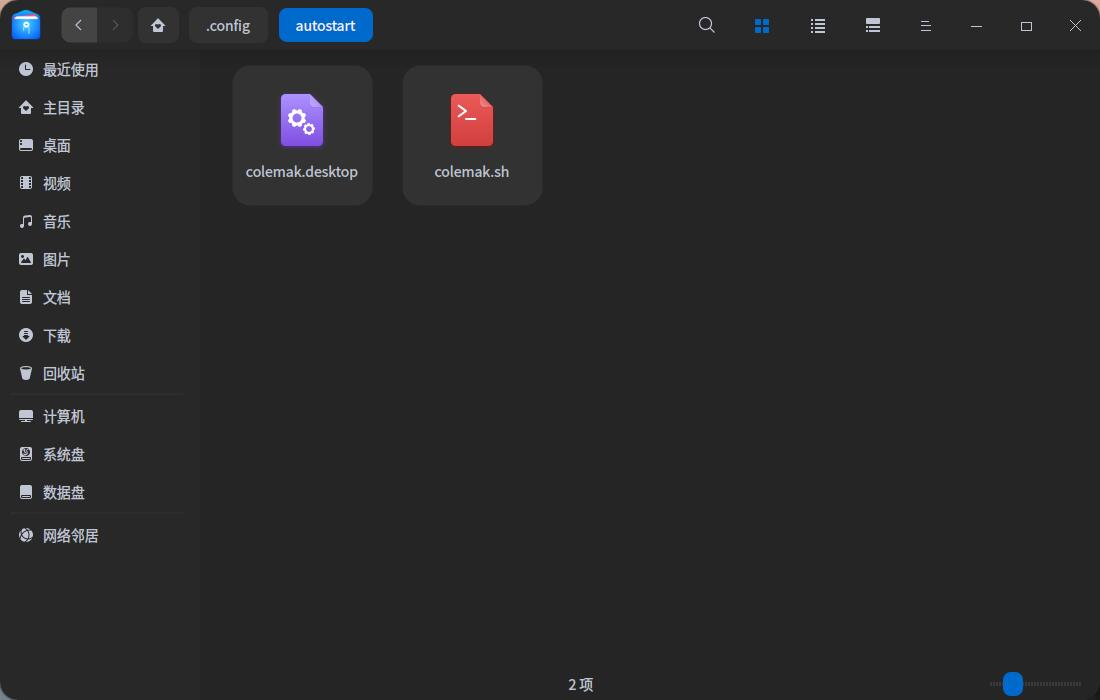 .config
autostart
最近使用
主目录
桌面
视频
音乐
图片
文档
下载
回收站
计算机
系统盘
数据盘
网络邻居
colemak.desktop
colemak.sh
2 项